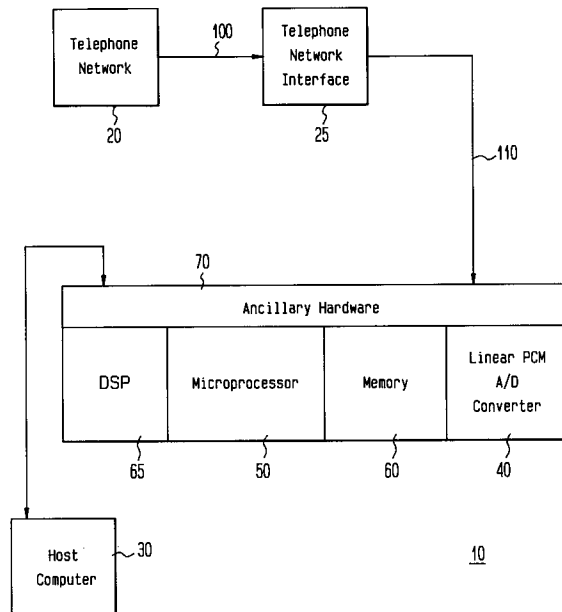 Telephone
Network
100
Telephone
Network
Interface
20
25
110
70
Ancillary Hardware
DSP
Microprocessor
Memory
Linear PCM
A/D
Converter
65
50
60
40
Host
Computer
30
10